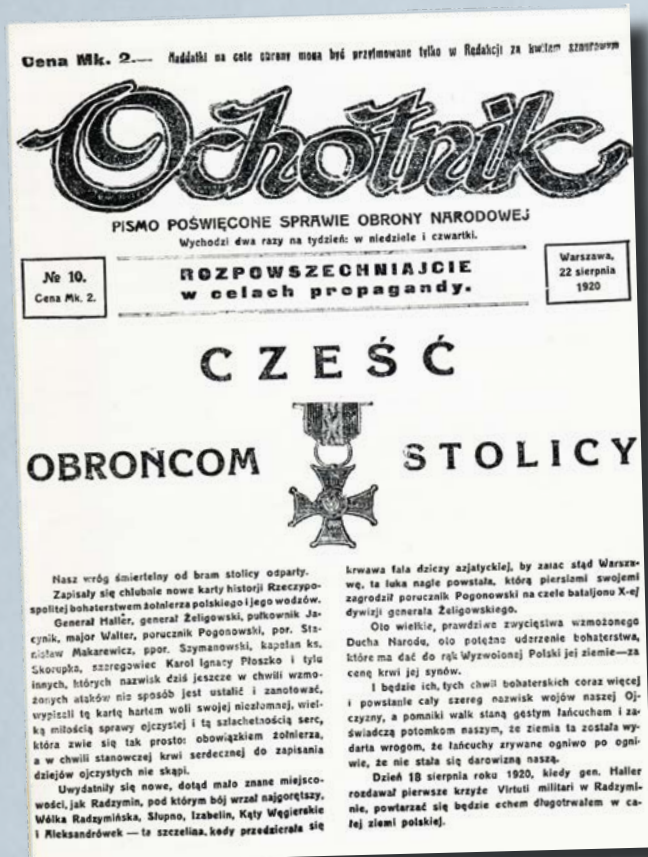 Cena Mk. 2.— Naddatki na cele obrony mogą być przyjmowane tylko w Redakcji za kwitem sznurowym
Ochotnik
PISMO POŚWIĘCONE SPRAWIE OBRONY NARODOWEJ
Wychodzi dwa razy na tydzień: w niedziele i czwartki.
№ 10.
Cena Mk. 2.
ROZPOWSZECHNIAJCIE
w celach propagandy.
Warszawa,
22 sierpnia
1920
CZEŚĆ
OBROŃCOM STOLICY
Nasz wróg śmiertelny od bram stolicy odparty.
Zapisały się chlubnie nowe karty historji Rzeczypo-
spolitej bohaterstwem żołnierza polskiego i jego wodzów.
Generał Haller, generał Żeligowski, pułkownik Ja-
cynik, major Walter, porucznik Pogonowski, por. Sta-
nisław Makarewicz, ppor. Szymanowski, kapelan ks.
Skorupka, szeregowiec Karol Ignacy Płoszko i tylu
innych, których nazwisk dziś jeszcze w chwili wzmo-
żonych ataków nie sposób jest ustalić i zanotować,
wypisali tę kartę hartem woli swojej niezłomnej, wiel-
ką miłością sprawy ojczystej i tą szlachetnością serc,
która zwie się tak prosto: obowiązkiem żołnierza,
a w chwili stanowczej krwi serdecznej do zapisania
dziejów ojczystych nie skąpi.
Uwydatniły się nowe, dotąd mało znane miejsco-
wości, jak Radzymin, pod którym bój wrzał najgorętszy,
Wólka Radzymińska, Słupno, Izabelin, Kąty Węgierskie
i Aleksandrówek — ta szczelina, kędy przedzierała się
krwawa fala dziczy azjatyckiej, by zalać stąd Warsza-
wę, ta luka nagle powstała, którą piersiami swojemi
zagrodził porucznik Pogonowski na czele bataljonu X-ej
dywizji generała Żeligowskiego.
Oto wielkie, prawdziwe zwycięstwa wzmożonego
Ducha Narodu, oto potężne uderzenie bohaterstwa,
które ma dać do rąk Wyzwolonej Polski jej ziemie—za
cenę krwi jej synów.
I będzie ich, tych chwil bohaterskich coraz więcej
i powstanie cały szereg nazwisk wojów naszej Oj-
czyzny, a pomniki walk staną gęstym łańcuchem i za-
świadczą potomkom naszym, że ziemia ta została wy-
darta wrogom, że łańcuchy zrywane ogniwo po ogni-
wie, że nie stała się darowizną naszą.
Dzień 18 sierpnia roku 1920, kiedy gen. Haller
rozdawał pierwsze krzyże Virtuti militari w Radzymi-
nie, powtarzać się będzie echem długotrwałem w ca-
łej ziemi polskiej.